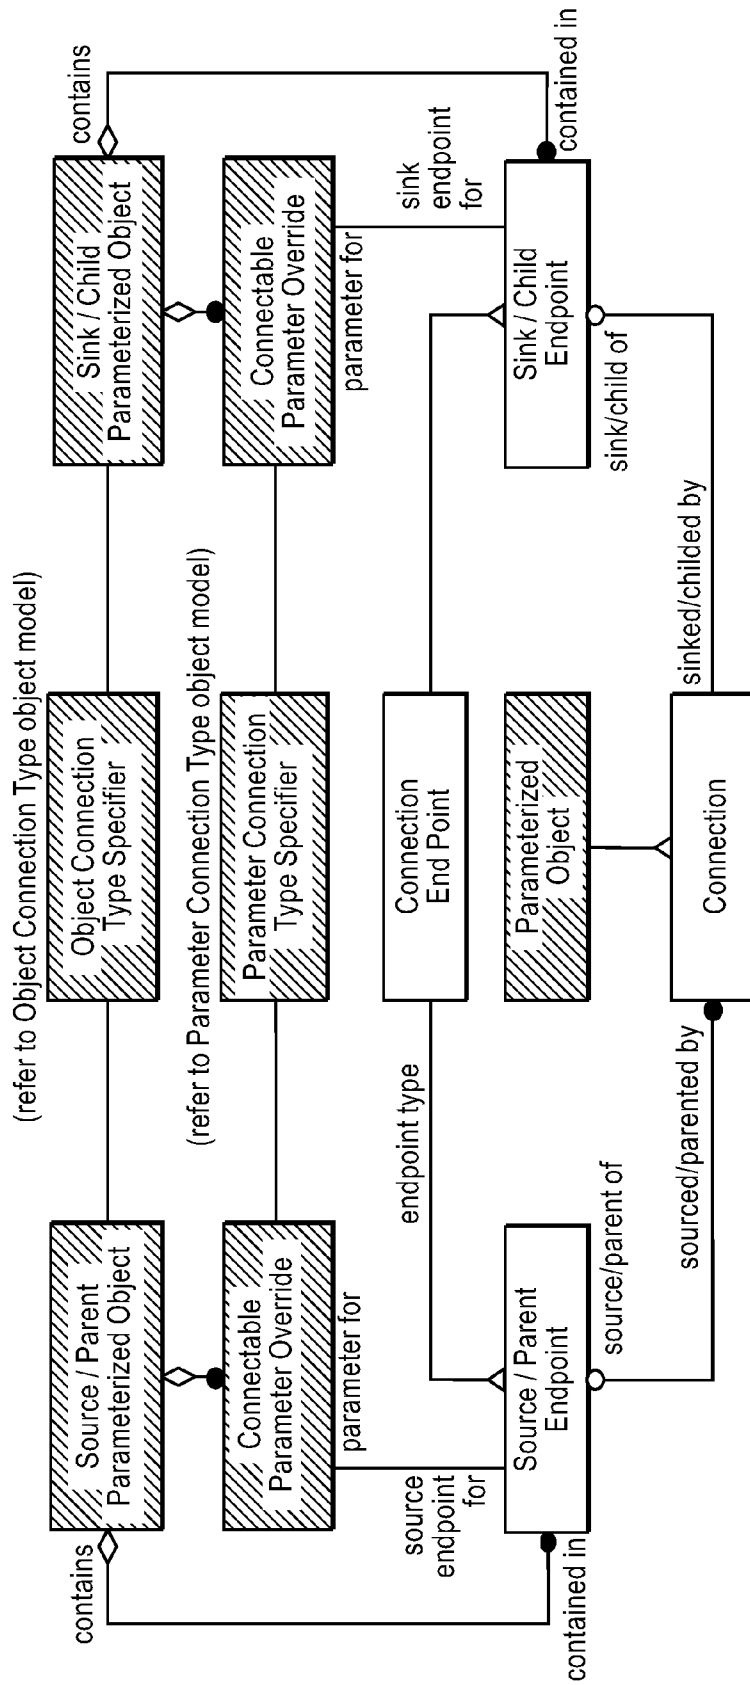 (refer to Object Connection Type object model)
contains
Source / Parent
Parameterized Object
Object Connection
Type Specifier
Sink / Child
Parameterized Object
contains
(refer to Parameter Connection Type object model)
Connectable
Parameter Override
Parameter Connection
Type Specifier
Connectable
Parameter Override
parameter for
parameter for
source
endpoint
for
endpoint type
Connection
End Point
sink
endpoint
for
Source / Parent
Endpoint
Parameterized
Object
Sink / Child
Endpoint
contained in
source/parent of
sink/child of
contained in
sourced/parented by
Connection
sinked/childed by